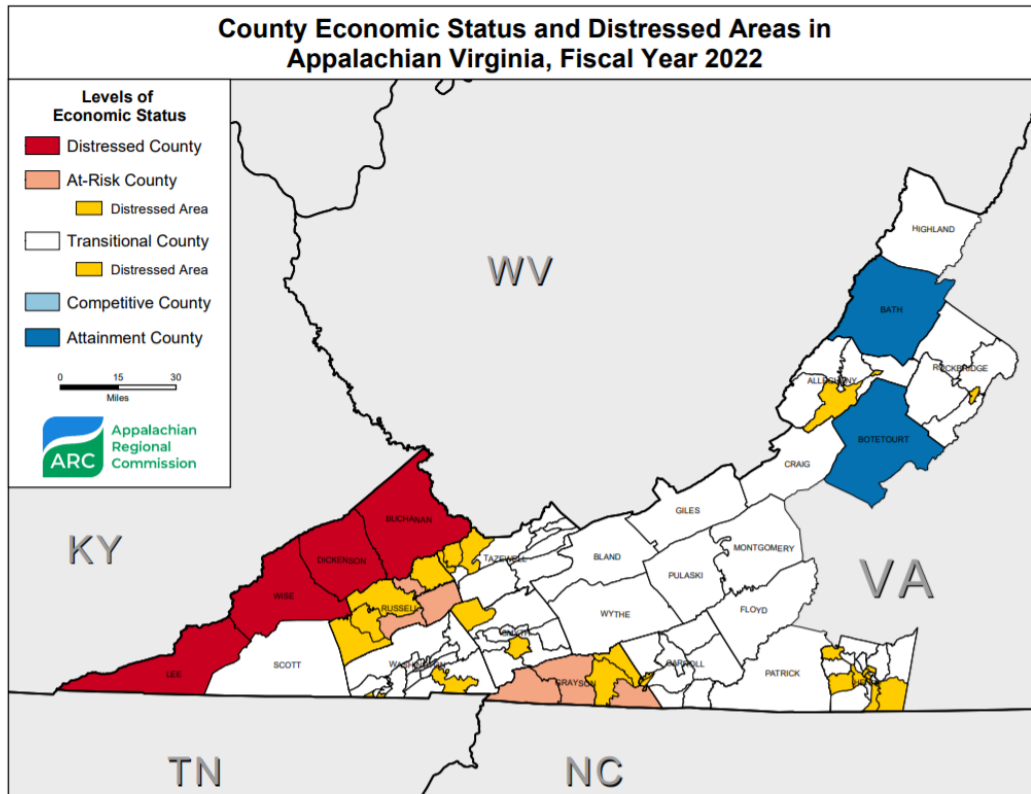 County Economic Status and Distressed Areas in
Appalachian Virginia, Fiscal Year 2022
Levels of
Economic Status
Distressed County
At-Risk County
Distressed Area
Transitional County
Distressed Area
Competitive County
Attainment County
0 15 30
Miles
ARC
Appalachian
Regional
Commission
WV
KY
VA
TN
NC
HIGHLAND
BATH
ROCKBRIDGE
ALLEGHANY
BOTETOURT
CRAIG
GILES
BUCHANAN
MONTGOMERY
TAZEWELL
BLAND
DICKENSON
PULASKI
WISE
RUSSELL
WYTHE
FLOYD
SMYTH
SCOTT
WASHINGTON
CARROLL
LEE
GRAYSON
PATRICK